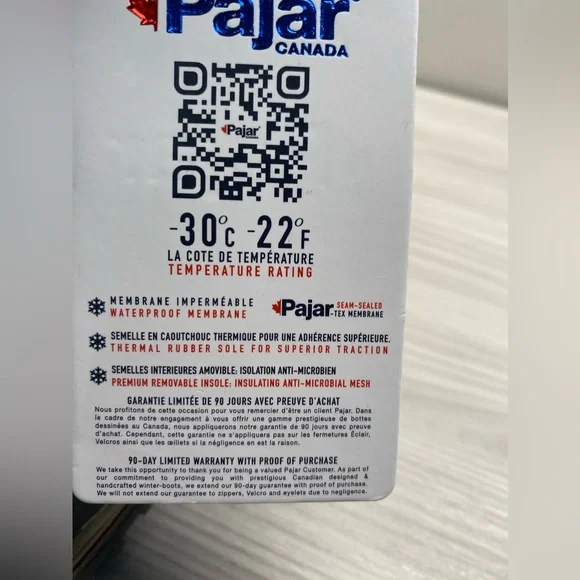 Pajar
CANADA
Pajar
-30°C -22°F
LA COTE DE TEMPÉRATURE
TEMPERATURE RATING
MEMBRANE IMPERMÉABLE
WATERPROOF MEMBRANE
Pajar SEAM-SEALED
-TEX MEMBRANE
SEMELLE EN CAOUTCHOUC THERMIQUE POUR UNE ADHÉRENCE SUPÉRIEURE.
THERMAL RUBBER SOLE FOR SUPERIOR TRACTION
SEMELLES INTERIEURES AMOVIBLE: ISOLATION ANTI-MICROBIEN
PREMIUM REMOVABLE INSOLE: INSULATING ANTI-MICROBIAL MESH
GARANTIE LIMITÉE DE 90 JOURS AVEC PREUVE D'ACHAT
Nous profitons de cette occasion pour vous remercier d'être un client Pajar. Dans
le cadre de notre engagement à vous offrir une gamme prestigieuse de bottes
dessinées au Canada, nous appliquerons notre garantie de 90 jours avec preuve
d'achat. Cependant, cette garantie ne s'appliquera pas sur les fermetures Éclair,
Velcros ainsi que les œillets si la négligence en est la raison.
90-DAY LIMITED WARRANTY WITH PROOF OF PURCHASE
We take this opportunity to thank you for being a valued Pajar Customer. As part of
our commitment to providing you with prestigious Canadian designed &
handcrafted winter-boots, we extend our 90-day guarantee with proof of purchase.
We will not extend our guarantee to zippers, Velcro and eyelets due to negligence.